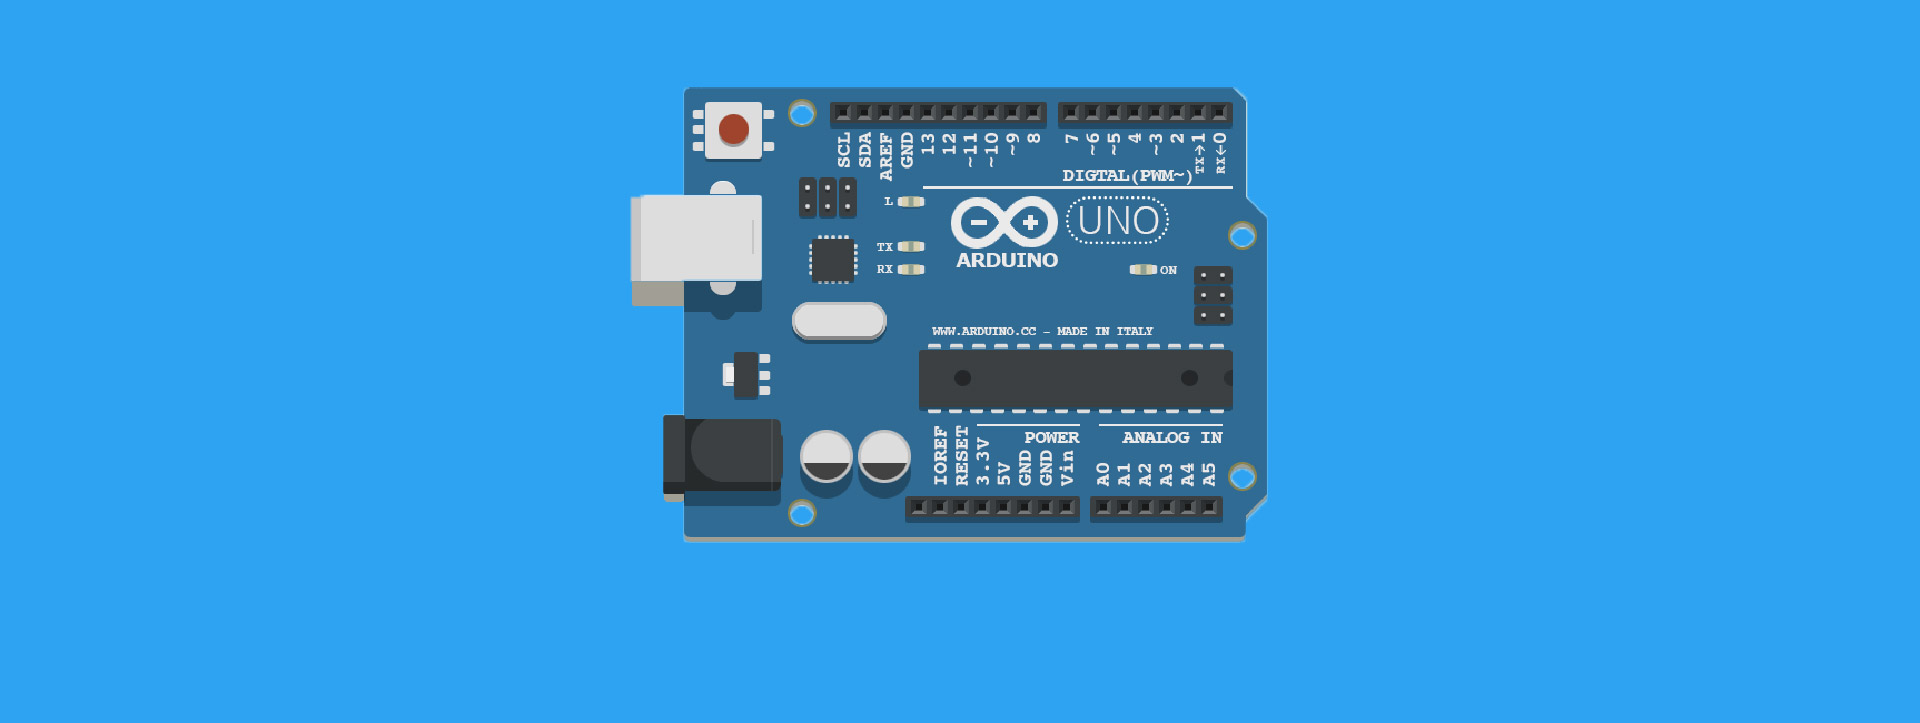 SCL
SDA
AREF
GND
13
12
~11
~10
~9
8
7
~6
~5
4
~3
2
TX→1
RX←0
DIGTAL(PWM~)
L
TX
RX
UNO
ARDUINO
ON
WWW.ARDUINO.CC - MADE IN ITALY
POWER
ANALOG IN
IOREF
RESET
3.3V
5V
GND
GND
Vin
A0
A1
A2
A3
A4
A5